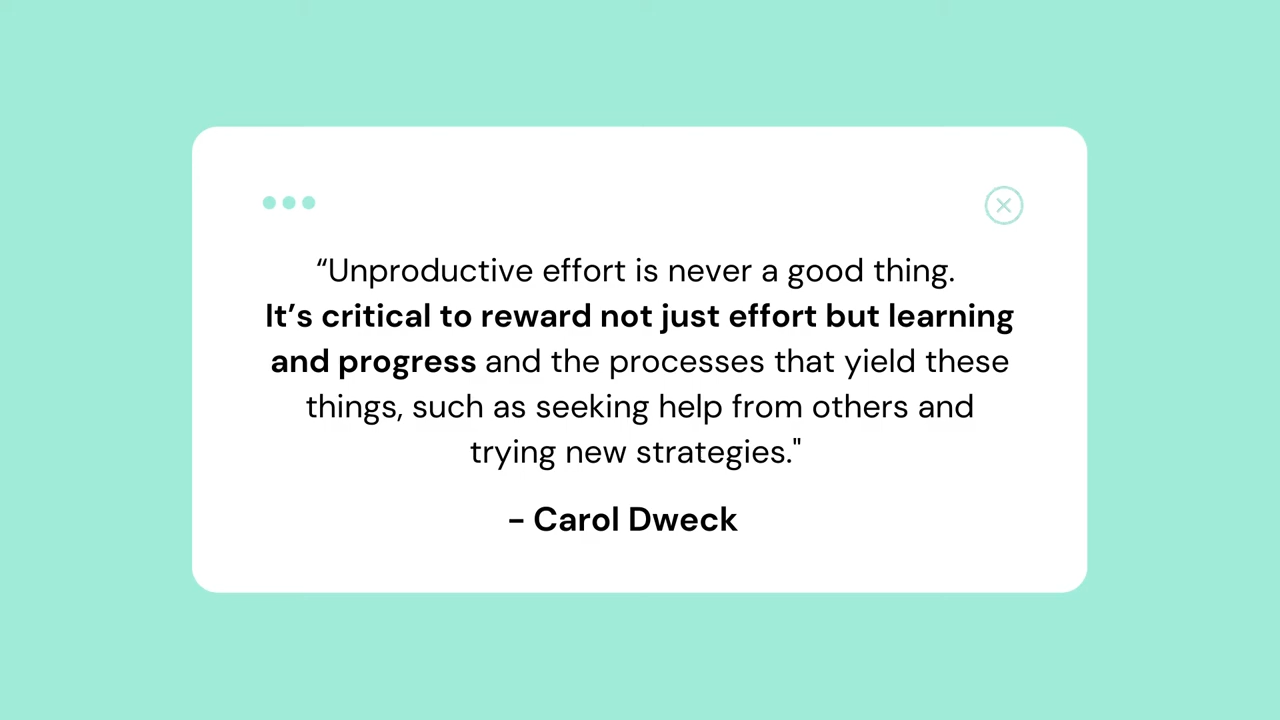 “Unproductive effort is never a good thing.
It’s critical to reward not just effort but learning
and progress and the processes that yield these
things, such as seeking help from others and
trying new strategies."
– Carol Dweck